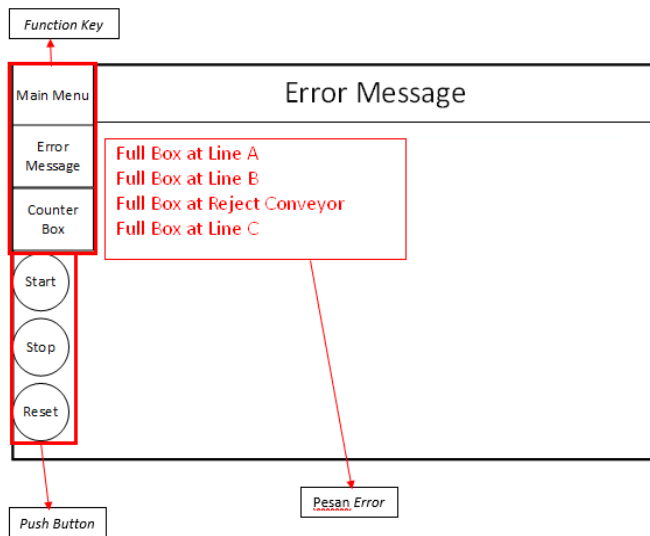 Function Key
Main Menu
Error Message
Error
Message
Full Box at Line A
Full Box at Line B
Full Box at Reject Conveyor
Full Box at Line C
Counter
Box
Start
Stop
Reset
Pesan Error
Push Button